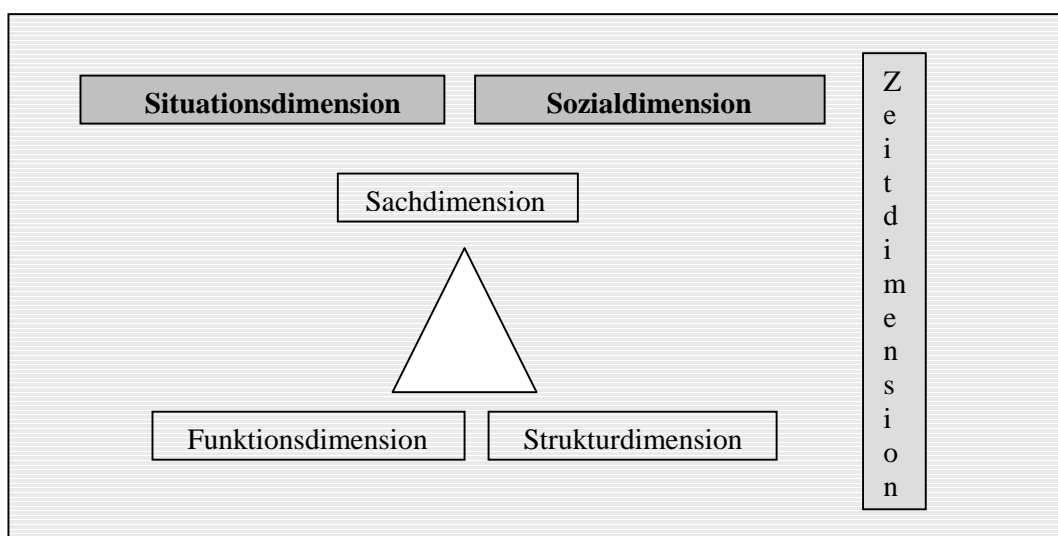 Situationsdimension
Sozialdimension
Sachdimension
Funktionsdimension
Strukturdimension
Zeitdimension